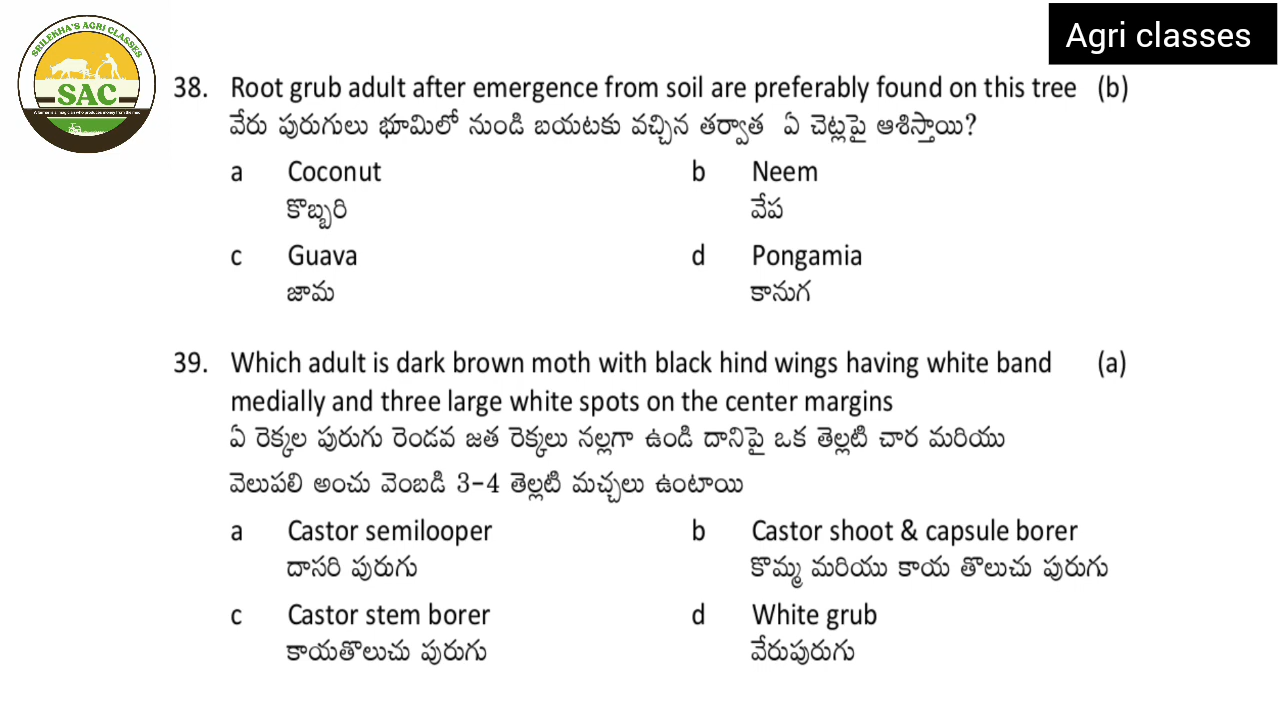 SRILEKHA'S AGRI CLASSES
SAC
Agri classes
38. Root grub adult after emergence from soil are preferably found on this tree (b)
వేరు పురుగులు భూమిలో నుండి బయటకు వచ్చిన తర్వాత ఏ చెట్లపై ఆశిస్తాయి?
a Coconut b Neem
కొబ్బరి వేప
c Guava d Pongamia
జామ కానుగ
39. Which adult is dark brown moth with black hind wings having white band (a)
medially and three large white spots on the center margins
ఏ రెక్కల పురుగు రెండవ జత రెక్కలు నల్లగా ఉండి దానిపై ఒక తెల్లటి చార మరియు
వెలుపలి అంచు వెంబడి 3-4 తెల్లటి మచ్చలు ఉంటాయి
a Castor semilooper b Castor shoot & capsule borer
దాసరి పురుగు కొమ్మ మరియు కాయ తొలుచు పురుగు
c Castor stem borer d White grub
కాయతొలుచు పురుగు వేరుపురుగు